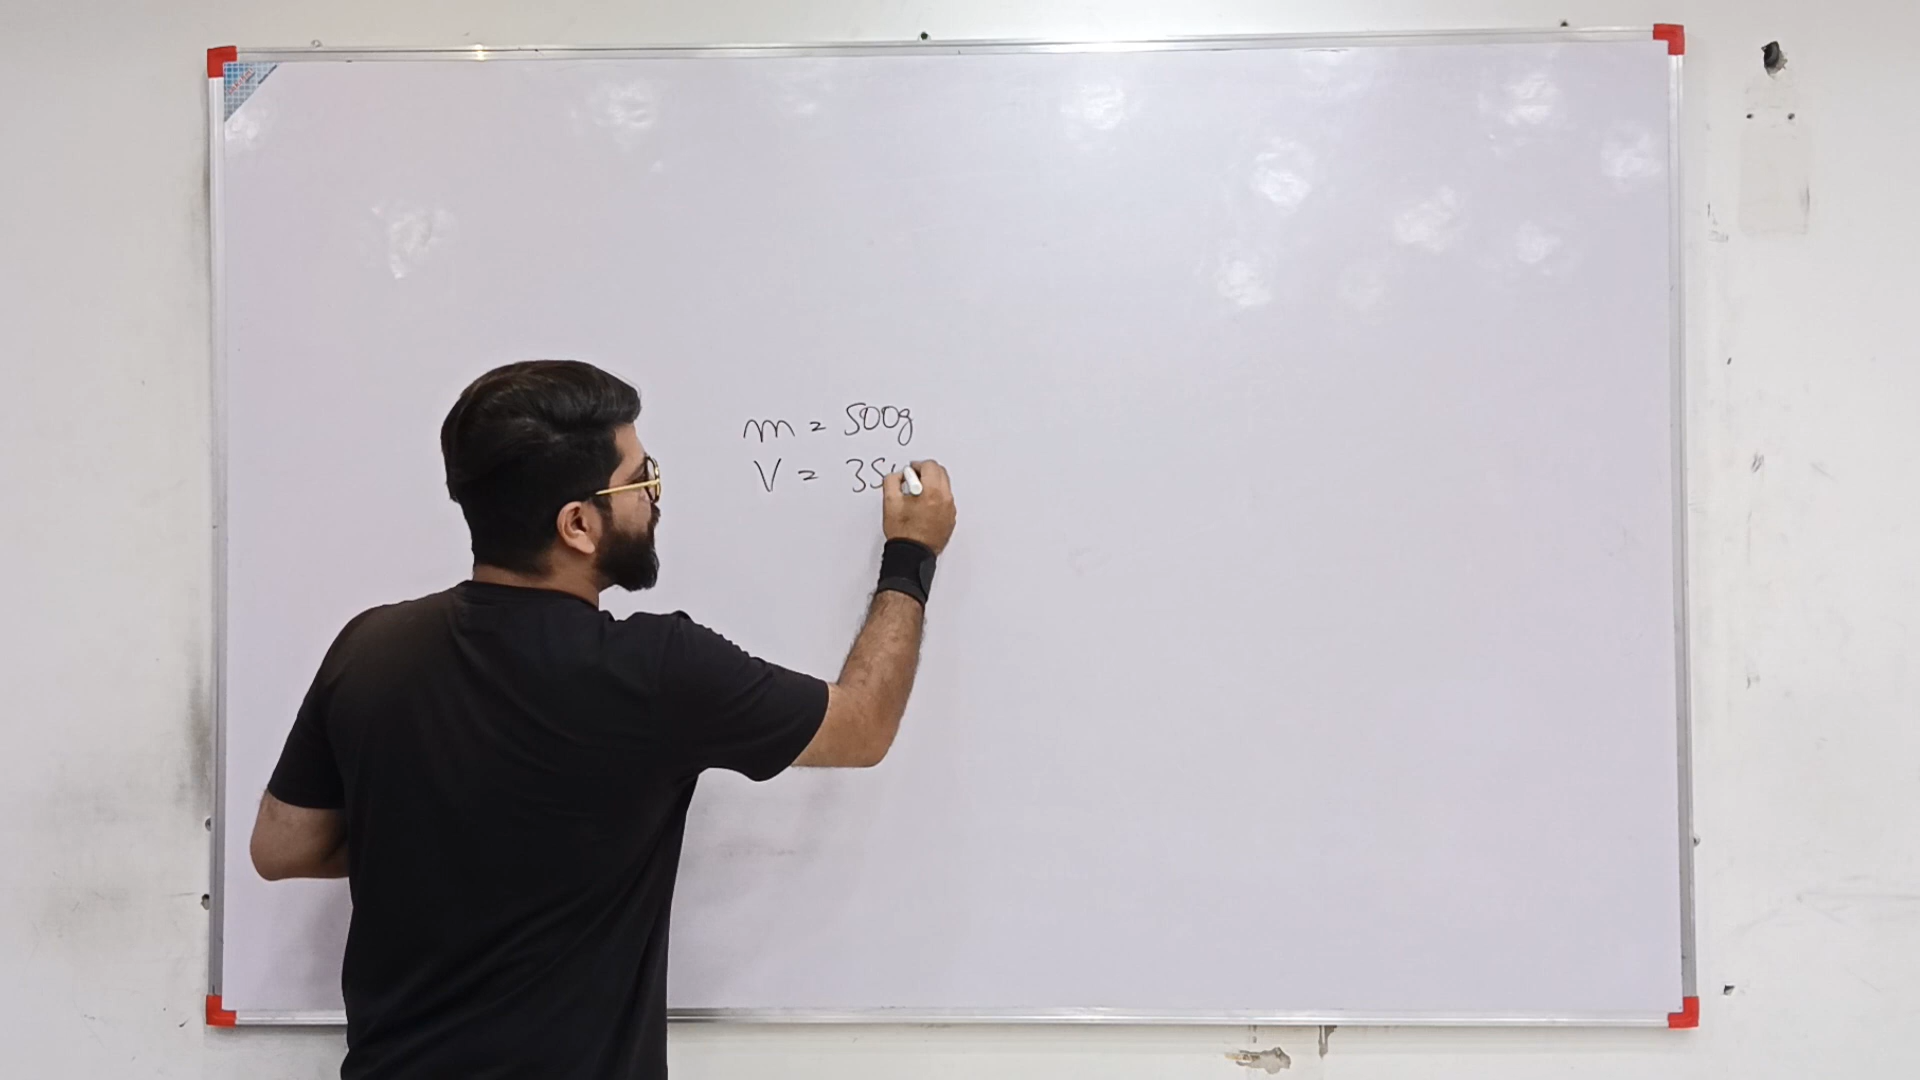 m = 500g
V = 35